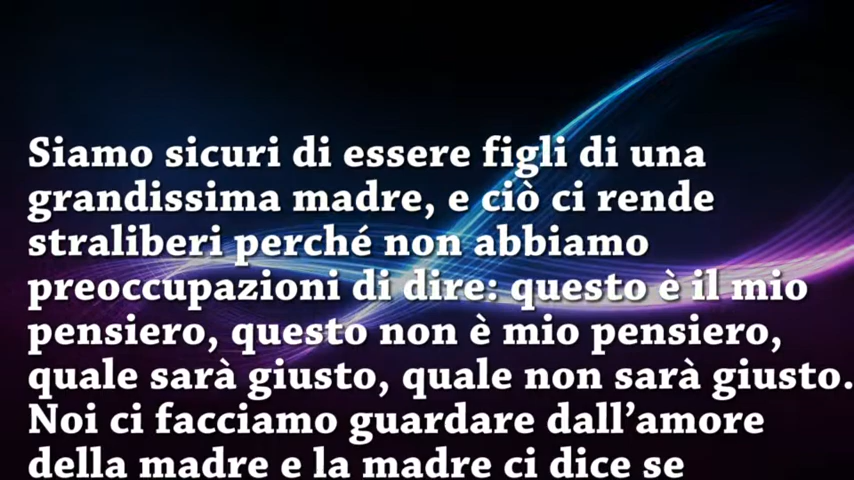 Siamo sicuri di essere figli di una
grandissima madre, e ciò ci rende
straliberi perché non abbiamo
preoccupazioni di dire: questo è il mio
pensiero, questo non è mio pensiero,
quale sarà giusto, quale non sarà giusto.
Noi ci facciamo guardare dall’amore
della madre e la madre ci dice se